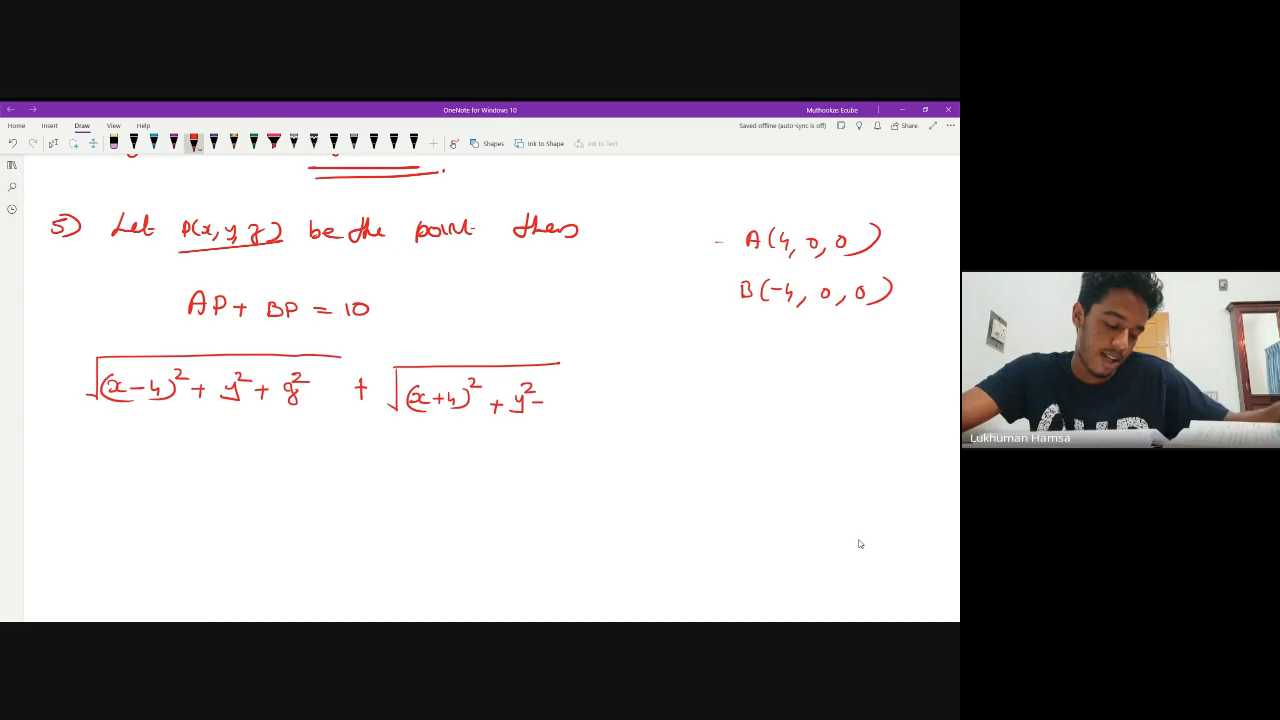 OneNote for Windows 10
Muthookas Ecube
Home Insert Draw View Help
Saved offline (auto-sync is off) Share
Shapes Ink to Shape Ink to Text
5) Let P(x, y, z) be the point then
A(4, 0, 0)
B(-4, 0, 0)
AP + BP = 10
√(x-4)² + y² + z² + √(x+4)² + y² -
Lukhuman Hamsa